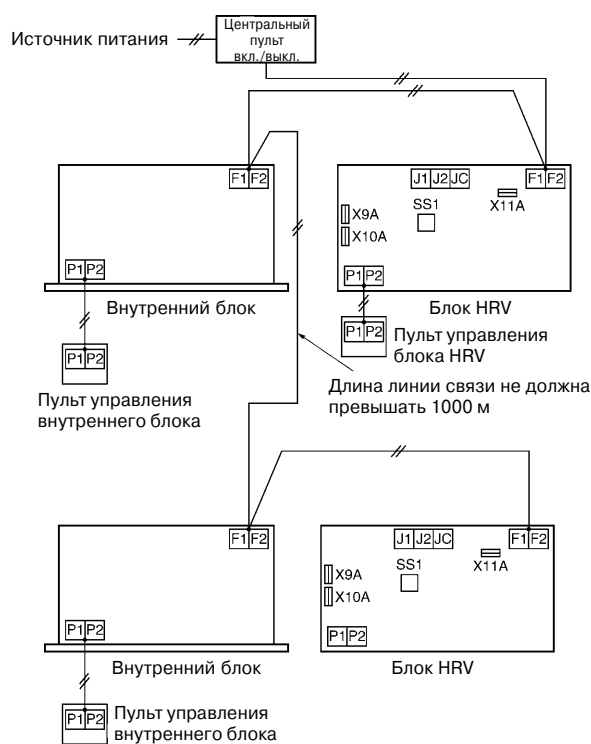 Источник питания
Центральный
пульт
вкл./выкл.
F1 F2
J1 J2 JC
F1 F2
SS1
X11A
X9A
X10A
P1 P2
P1 P2
Внутренний блок
Блок HRV
P1 P2
P1 P2
Пульт управления
блока HRV
Пульт управления
внутреннего блока
Длина линии связи не должна
превышать 1000 м
F1 F2
J1 J2 JC
F1 F2
SS1
X11A
X9A
X10A
P1 P2
P1 P2
Внутренний блок
Блок HRV
P1 P2
Пульт управления
внутреннего блока